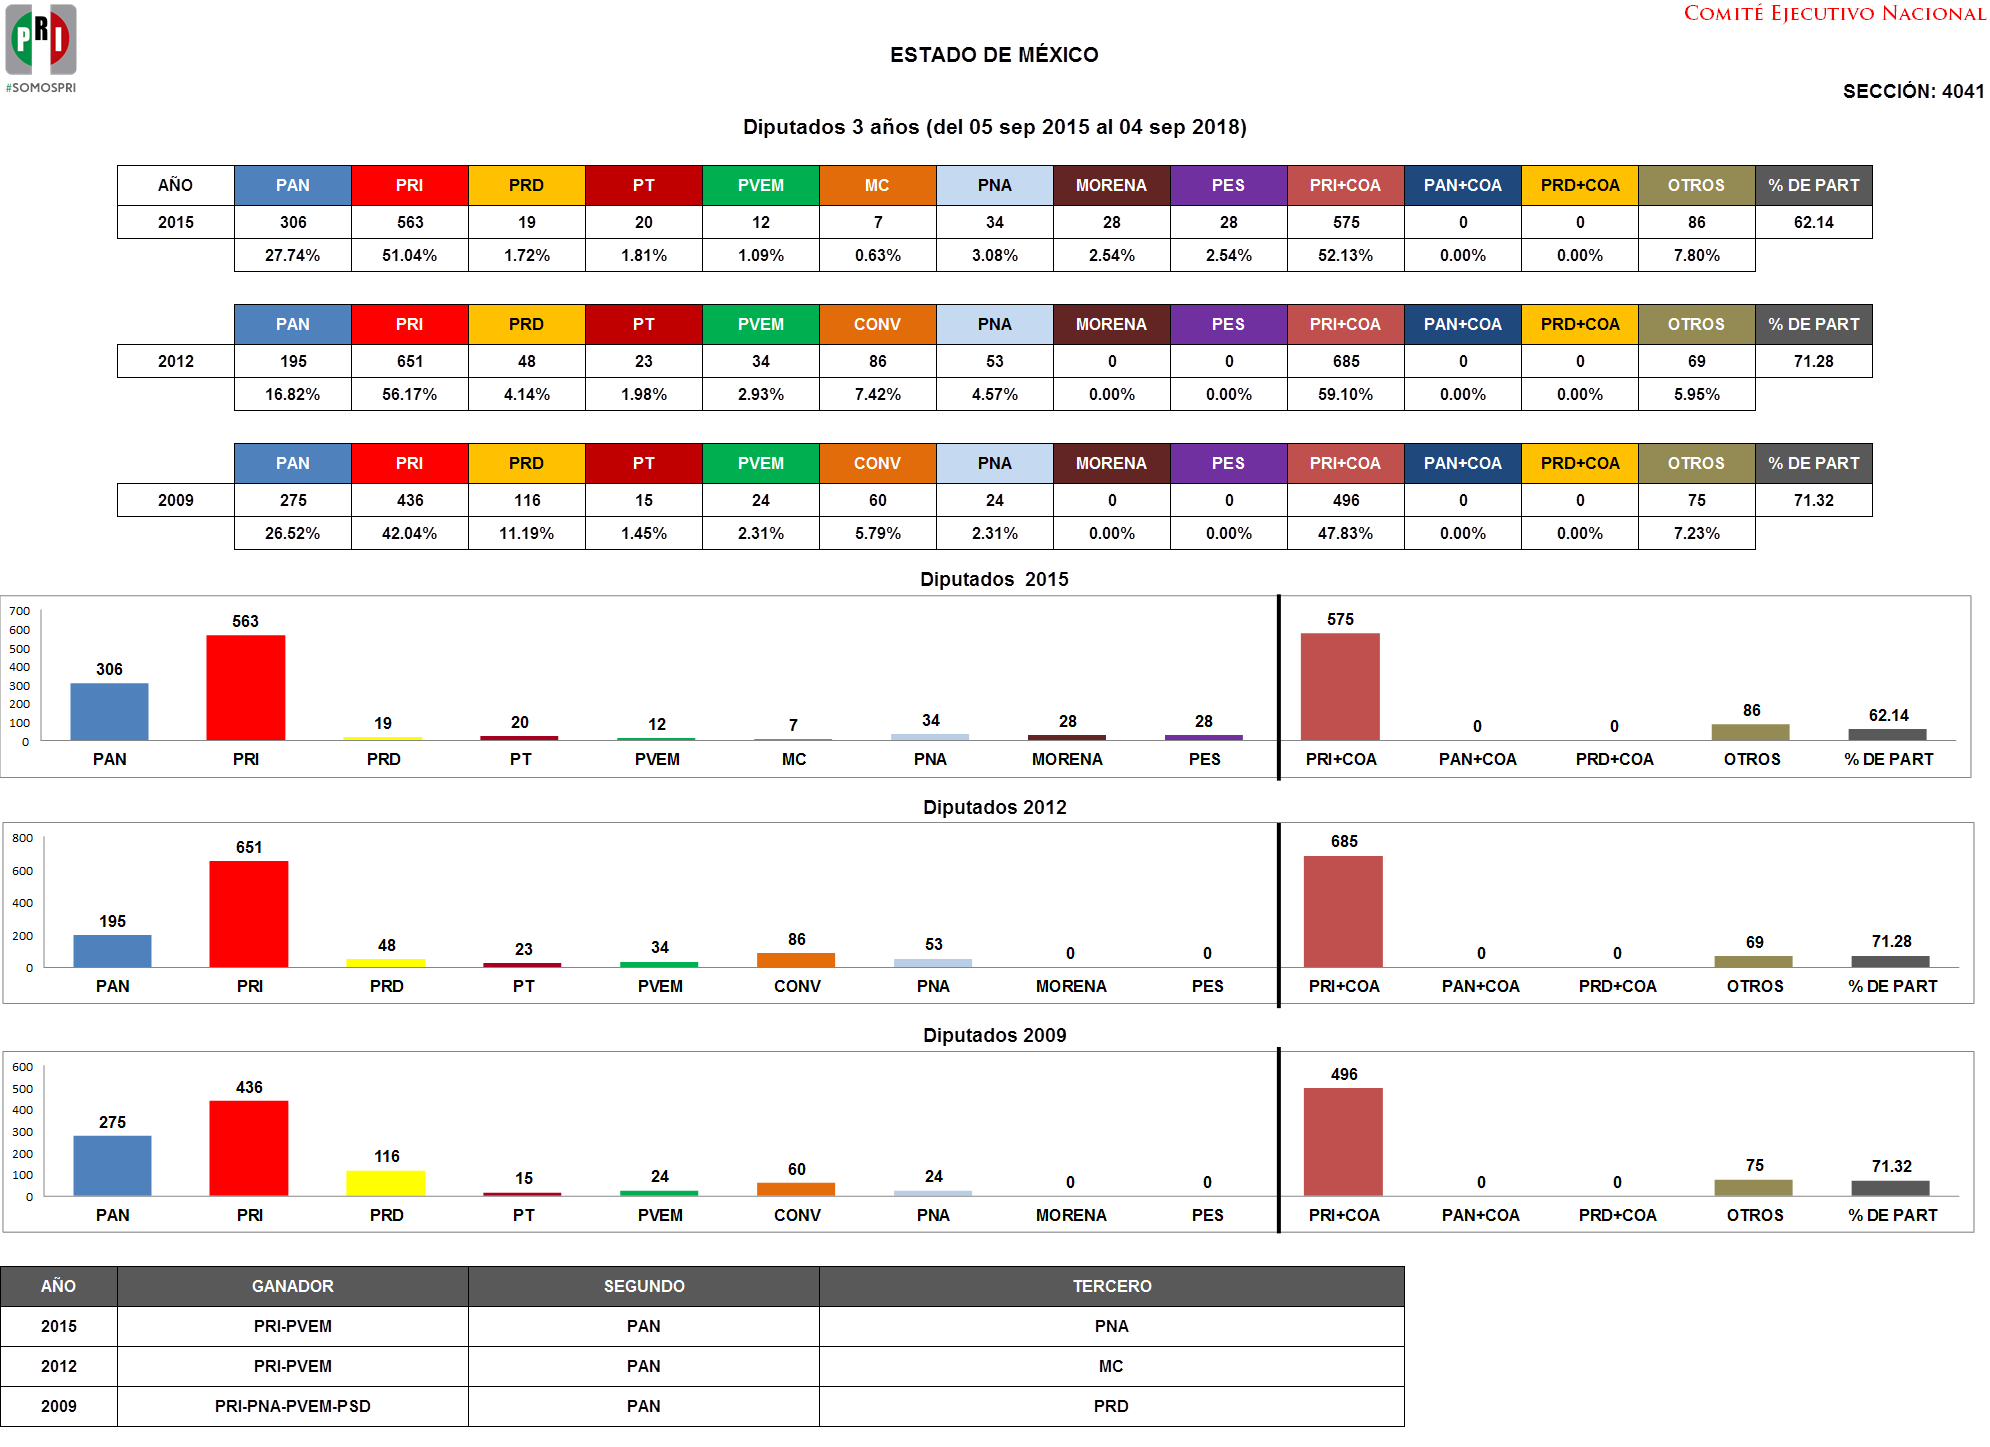 PRI
#SOMOSPRI
COMITÉ EJECUTIVO NACIONAL
ESTADO DE MÉXICO
SECCIÓN: 4041
Diputados 3 años (del 05 sep 2015 al 04 sep 2018)
AÑO PAN PRI PRD PT PVEM MC PNA MORENA PES PRI+COA PAN+COA PRD+COA OTROS % DE PART
2015 306 563 19 20 12 7 34 28 28 575 0 0 86 62.14
27.74% 51.04% 1.72% 1.81% 1.09% 0.63% 3.08% 2.54% 2.54% 52.13% 0.00% 0.00% 7.80%
PAN PRI PRD PT PVEM CONV PNA MORENA PES PRI+COA PAN+COA PRD+COA OTROS % DE PART
2012 195 651 48 23 34 86 53 0 0 685 0 0 69 71.28
16.82% 56.17% 4.14% 1.98% 2.93% 7.42% 4.57% 0.00% 0.00% 59.10% 0.00% 0.00% 5.95%
PAN PRI PRD PT PVEM CONV PNA MORENA PES PRI+COA PAN+COA PRD+COA OTROS % DE PART
2009 275 436 116 15 24 60 24 0 0 496 0 0 75 71.32
26.52% 42.04% 11.19% 1.45% 2.31% 5.79% 2.31% 0.00% 0.00% 47.83% 0.00% 0.00% 7.23%
Diputados 2015
700
600
500
400
300
200
100
0
306 563 19 20 12 7 34 28 28 575 0 0 86 62.14
PAN PRI PRD PT PVEM MC PNA MORENA PES PRI+COA PAN+COA PRD+COA OTROS % DE PART
Diputados 2012
800
600
400
200
0
195 651 48 23 34 86 53 0 0 685 0 0 69 71.28
PAN PRI PRD PT PVEM CONV PNA MORENA PES PRI+COA PAN+COA PRD+COA OTROS % DE PART
Diputados 2009
600
500
400
300
200
100
0
275 436 116 15 24 60 24 0 0 496 0 0 75 71.32
PAN PRI PRD PT PVEM CONV PNA MORENA PES PRI+COA PAN+COA PRD+COA OTROS % DE PART
AÑO GANADOR SEGUNDO TERCERO
2015 PRI-PVEM PAN PNA
2012 PRI-PVEM PAN MC
2009 PRI-PNA-PVEM-PSD PAN PRD